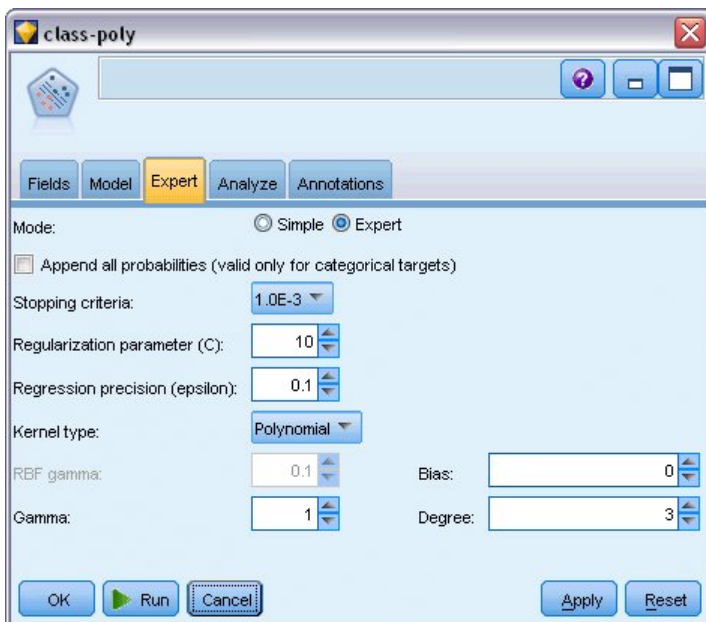 class-poly
Fields Model Expert Analyze Annotations
Mode: Simple Expert
Append all probabilities (valid only for categorical targets)
Stopping criteria: 1.0E-3
Regularization parameter (C): 10
Regression precision (epsilon): 0.1
Kernel type: Polynomial
RBF gamma: 0.1 Bias: 0
Gamma: 1 Degree: 3
OK Run Cancel Apply Reset